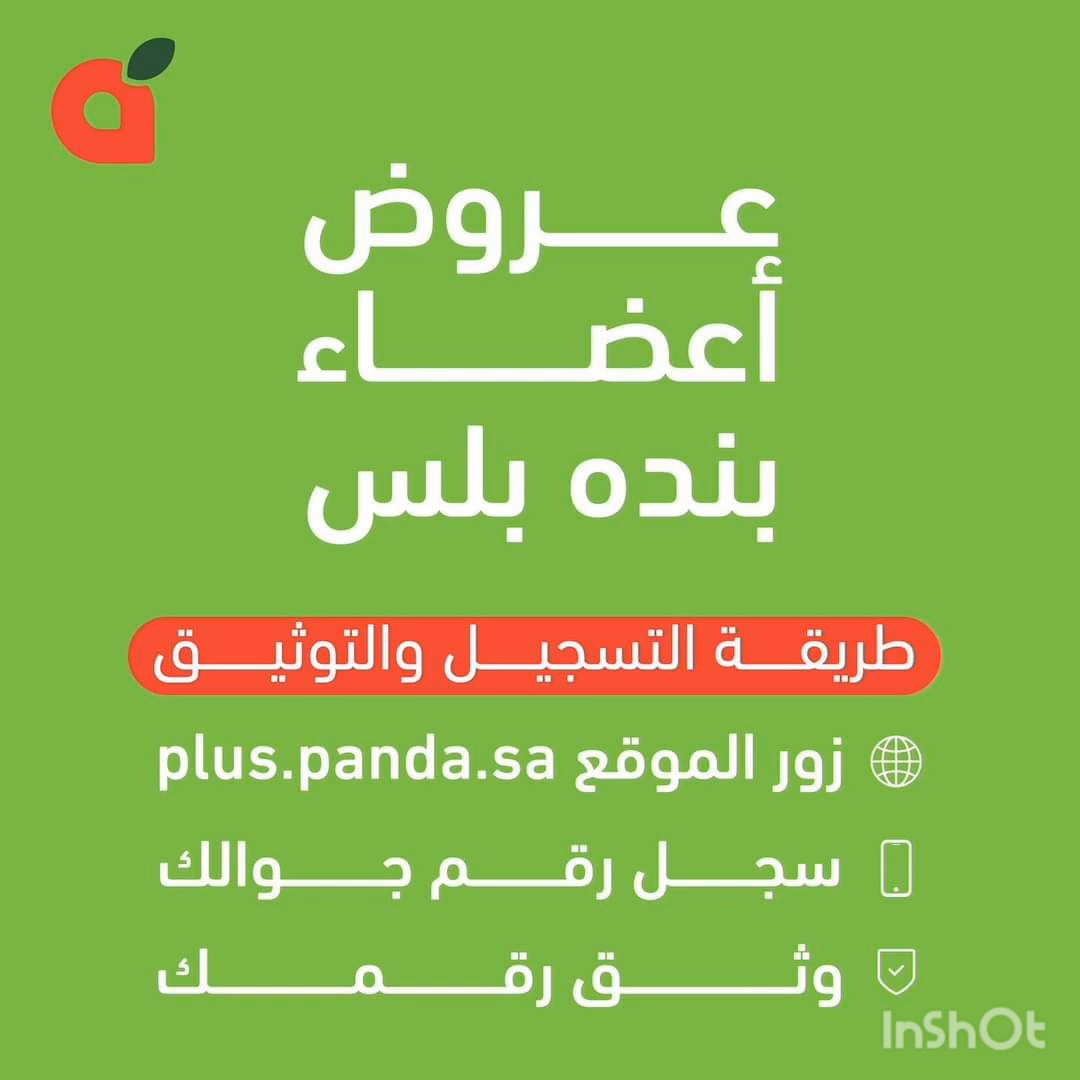 عروض
أعضاء
بنده بلس
طريقة التسجيل والتوثيق
زور الموقع plus.panda.sa
سجل رقم جوالك
وثق رقمك
InShOt